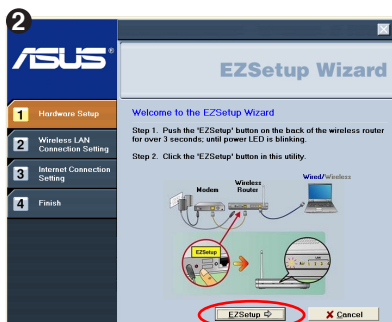 2
ASUS
EZSetup Wizard
1 Hardware Setup
2 Wireless LAN
Connection Setting
3 Internet Connection
Setting
4 Finish
Welcome to the EZSetup Wizard
Step 1. Push the 'EZSetup' button on the back of the wireless router
for over 3 seconds; until power LED is blinking.
Step 2. Click the 'EZSetup' button in this utility.
Modem
Wireless
Router
Wired/Wireless
EZSetup
EZSetup
Cancel